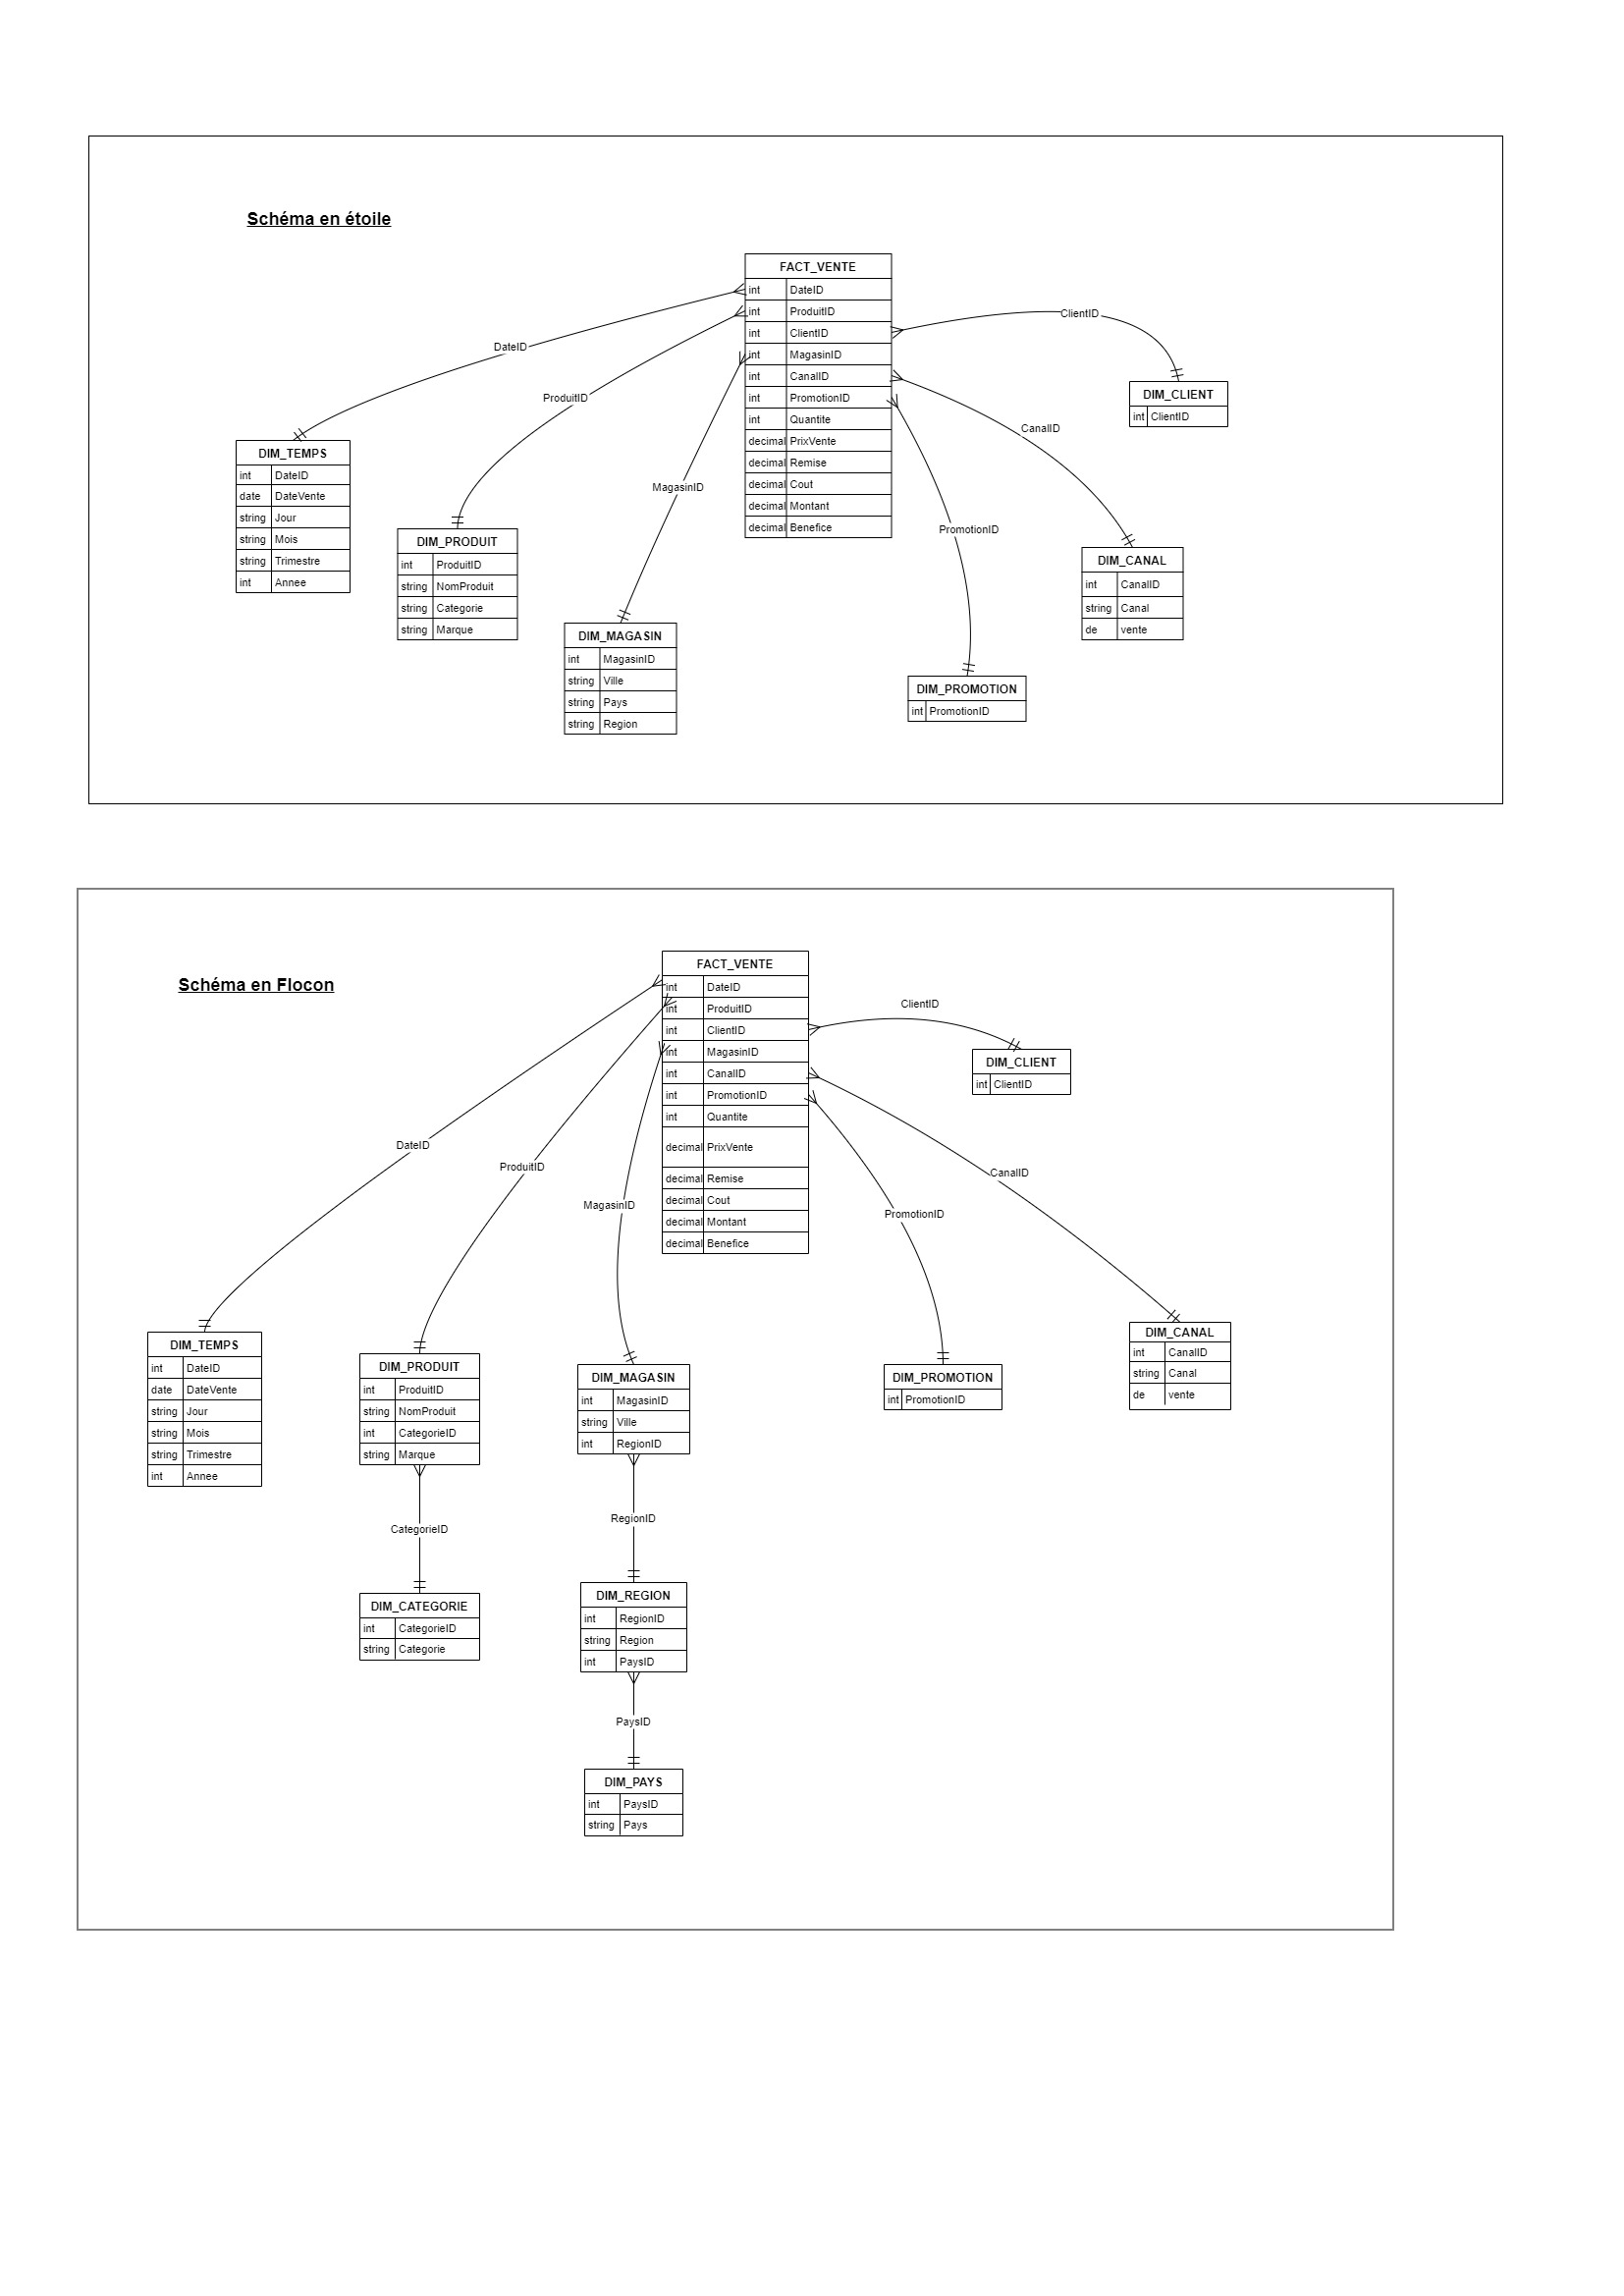 Schéma en étoile
FACT_VENTE
int DateID
int ProduitID
int ClientID
int MagasinID
int CanalID
int PromotionID
int Quantite
decimal PrixVente
decimal Remise
decimal Cout
decimal Montant
decimal Benefice
DateID
ProduitID
MagasinID
ClientID
CanalID
PromotionID
DIM_TEMPS
int DateID
date DateVente
string Jour
string Mois
string Trimestre
int Annee
DIM_PRODUIT
int ProduitID
string NomProduit
string Categorie
string Marque
DIM_MAGASIN
int MagasinID
string Ville
string Pays
string Region
DIM_PROMOTION
int PromotionID
DIM_CANAL
int CanalID
string Canal
de vente
DIM_CLIENT
int ClientID
Schéma en Flocon
FACT_VENTE
int DateID
int ProduitID
int ClientID
int MagasinID
int CanalID
int PromotionID
int Quantite
decimal PrixVente
decimal Remise
decimal Cout
decimal Montant
decimal Benefice
DateID
ProduitID
MagasinID
ClientID
CanalID
PromotionID
DIM_CLIENT
int ClientID
DIM_TEMPS
int DateID
date DateVente
string Jour
string Mois
string Trimestre
int Annee
DIM_PRODUIT
int ProduitID
string NomProduit
int CategorieID
string Marque
DIM_MAGASIN
int MagasinID
string Ville
int RegionID
DIM_PROMOTION
int PromotionID
DIM_CANAL
int CanalID
string Canal
de vente
CategorieID
RegionID
DIM_CATEGORIE
int CategorieID
string Categorie
DIM_REGION
int RegionID
string Region
int PaysID
PaysID
DIM_PAYS
int PaysID
string Pays